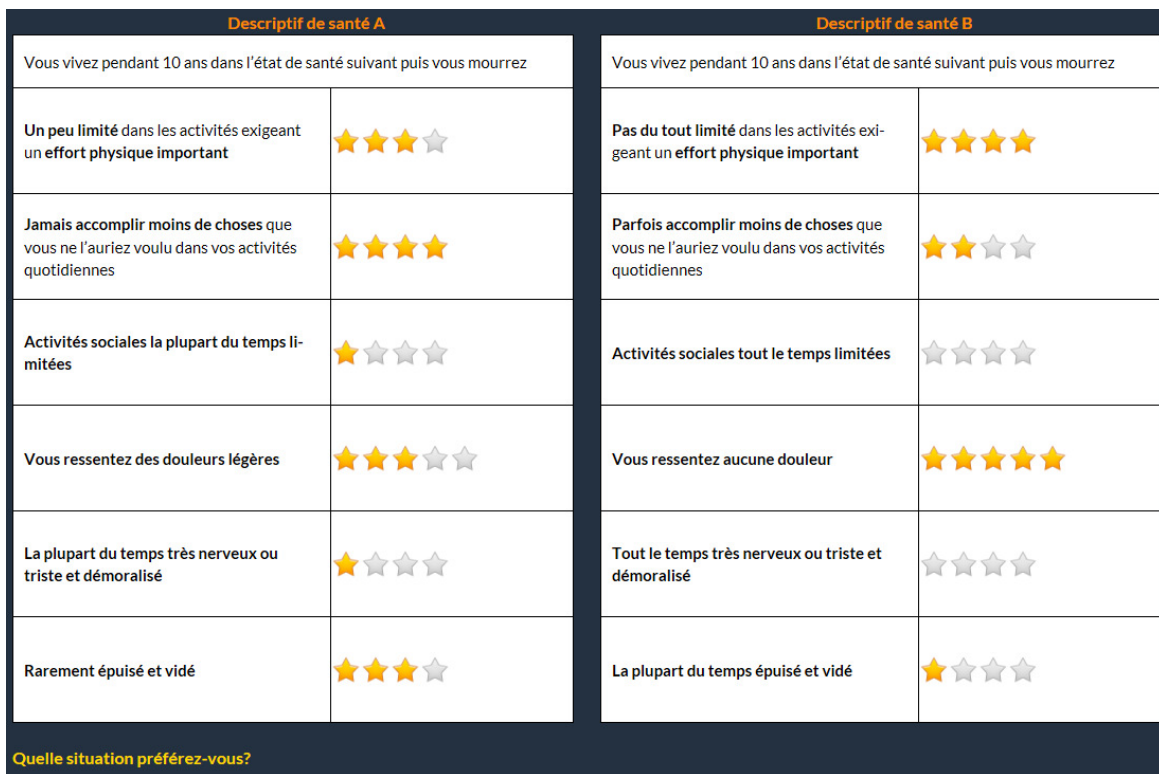 Descriptif de santé A
Vous vivez pendant 10 ans dans l'état de santé suivant puis vous mourrez
Un peu limité dans les activités exigeant
un effort physique important
Jamais accomplir moins de choses que
vous ne l'auriez voulu dans vos activités
quotidiennes
Activités sociales la plupart du temps li-
mitées
Vous ressentez des douleurs légères
La plupart du temps très nerveux ou
triste et démoralisé
Rarement épuisé et vidé
Descriptif de santé B
Vous vivez pendant 10 ans dans l'état de santé suivant puis vous mourrez
Pas du tout limité dans les activités exi-
geant un effort physique important
Parfois accomplir moins de choses que
vous ne l'auriez voulu dans vos activités
quotidiennes
Activités sociales tout le temps limitées
Vous ressentez aucune douleur
Tout le temps très nerveux ou triste et
démoralisé
La plupart du temps épuisé et vidé
Quelle situation préférez-vous?